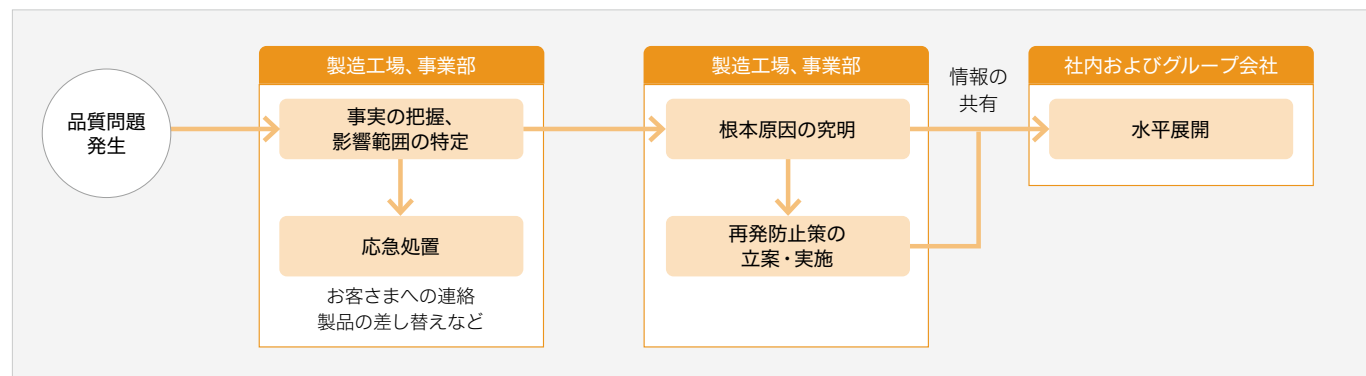 品質問題
発生
製造工場、事業部
事実の把握、
影響範囲の特定
応急処置
お客さまへの連絡
製品の差し替えなど
製造工場、事業部
根本原因の究明
再発防止策の
立案・実施
情報の
共有
社内およびグループ会社
水平展開